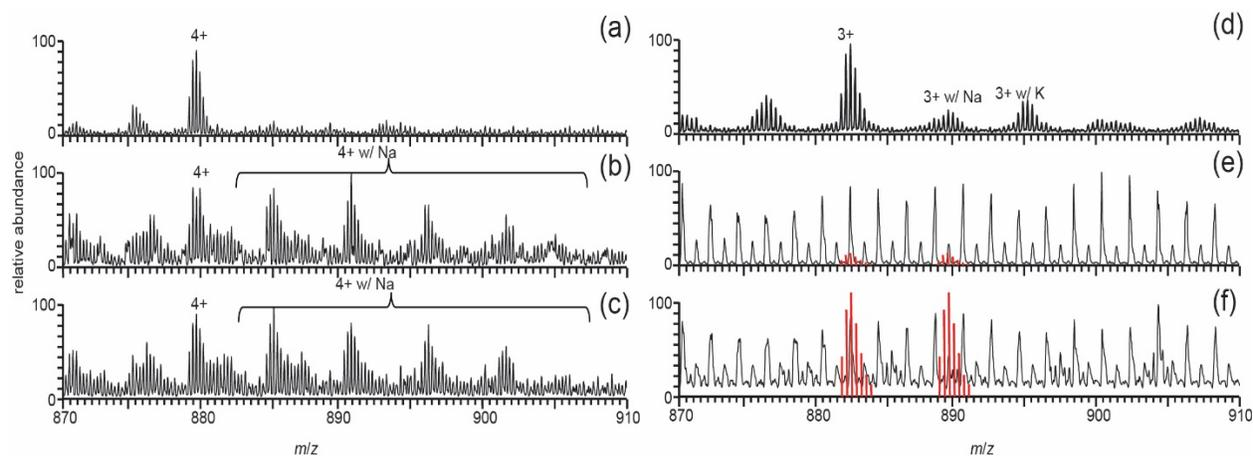 (a)
100
4+
0
(b)
4+ w/ Na
100
4+
0
(c)
4+ w/ Na
100
4+
0
870 880 890 900 910
m/z
relative abundance
(d)
100
3+
3+ w/ Na
3+ w/ K
0
(e)
100
0
(f)
100
0
870 880 890 900 910
m/z